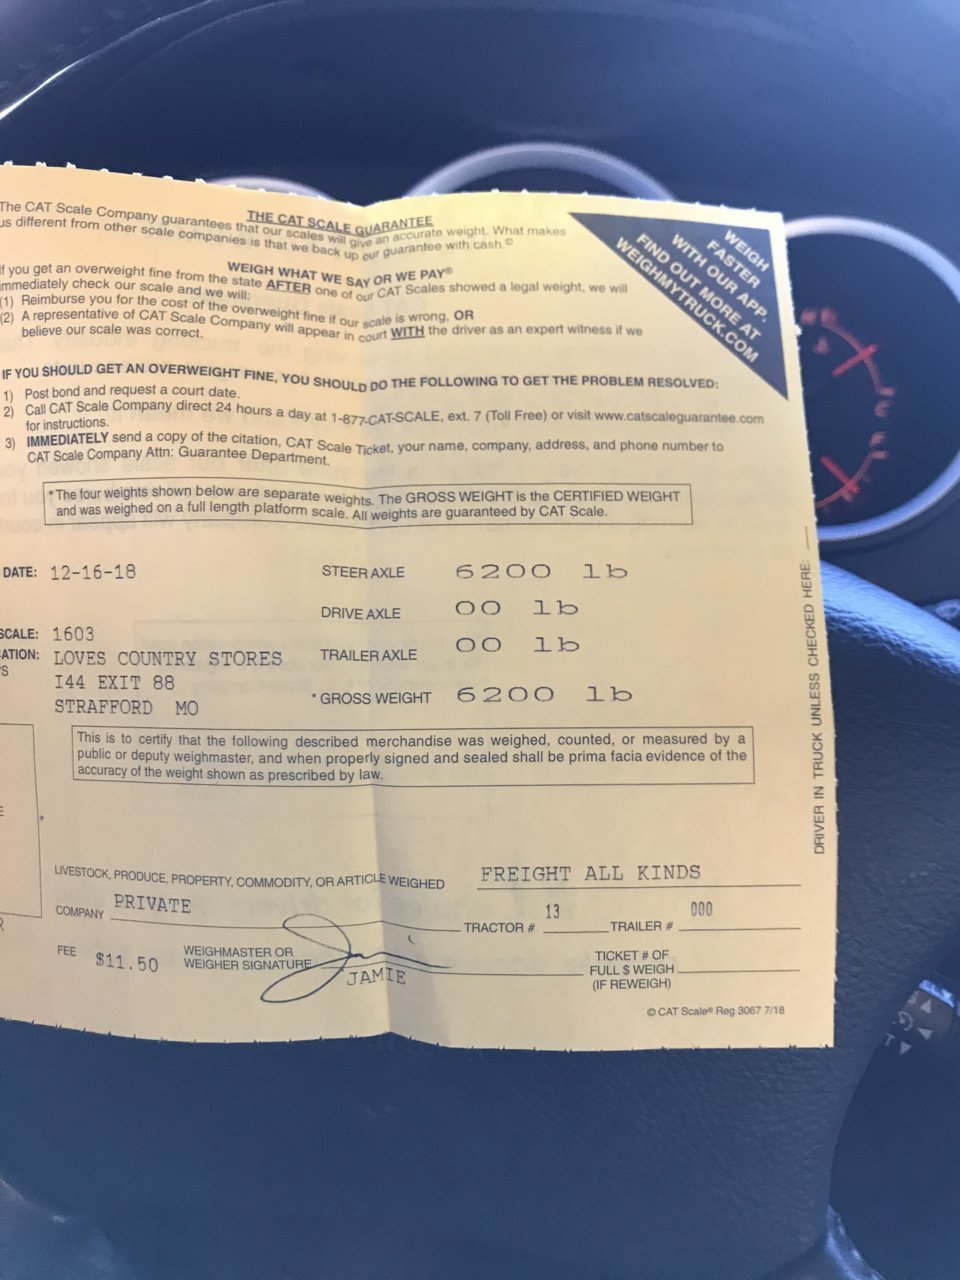 THE CAT SCALE GUARANTEE
The CAT Scale Company guarantees that our scales will give an accurate weight. What makes
us different from other scale companies is that we back up our guarantee with cash.©
WEIGH WHAT WE SAY OR WE PAY®
If you get an overweight fine from the state AFTER one of our CAT Scales showed a legal weight, we will
immediately check our scale and we will:
(1) Reimburse you for the cost of the overweight fine if our scale is wrong, OR
(2) A representative of CAT Scale Company will appear in court WITH the driver as an expert witness if we
believe our scale was correct.
WEIGH
FASTER
WITH OUR APP.
FIND OUT MORE AT
WEIGHMYTRUCK.COM
IF YOU SHOULD GET AN OVERWEIGHT FINE, YOU SHOULD DO THE FOLLOWING TO GET THE PROBLEM RESOLVED:
1) Post bond and request a court date.
2) Call CAT Scale Company direct 24 hours a day at 1-877-CAT-SCALE, ext. 7 (Toll Free) or visit www.catscaleguarantee.com
for instructions.
3) IMMEDIATELY send a copy of the citation, CAT Scale Ticket, your name, company, address, and phone number to
CAT Scale Company Attn: Guarantee Department.
*The four weights shown below are separate weights. The GROSS WEIGHT is the CERTIFIED WEIGHT
and was weighed on a full length platform scale. All weights are guaranteed by CAT Scale.
DATE: 12-16-18 STEER AXLE 6200 lb
DRIVE AXLE 00 lb
SCALE: 1603
ATION: LOVES COUNTRY STORES TRAILER AXLE 00 lb
I44 EXIT 88
STRAFFORD MO *GROSS WEIGHT 6200 lb
This is to certify that the following described merchandise was weighed, counted, or measured by a
public or deputy weighmaster, and when properly signed and sealed shall be prima facia evidence of the
accuracy of the weight shown as prescribed by law.
DRIVER IN TRUCK UNLESS CHECKED HERE:
LIVESTOCK, PRODUCE, PROPERTY, COMMODITY, OR ARTICLE WEIGHED FREIGHT ALL KINDS
COMPANY PRIVATE TRACTOR # 13 TRAILER # 000
FEE $11.50 WEIGHMASTER OR
WEIGHER SIGNATURE JAMIE
TICKET # OF
FULL $ WEIGH
(IF REWEIGH)
© CAT Scale® Reg 3067 7/18